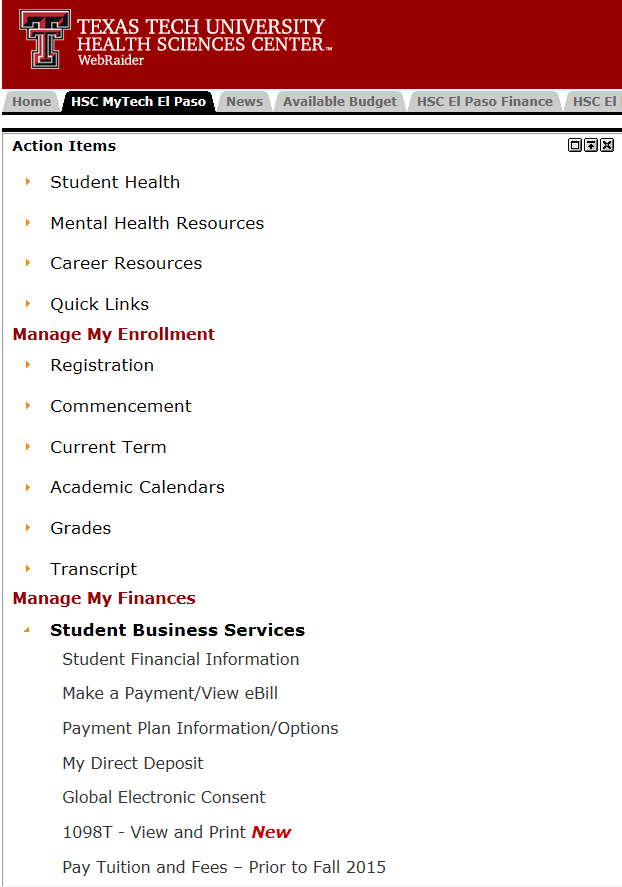 TEXAS TECH UNIVERSITY
HEALTH SCIENCES CENTER™
WebRaider
Home HSC MyTech El Paso News Available Budget HSC El Paso Finance HSC El
Action Items
Student Health
Mental Health Resources
Career Resources
Quick Links
Manage My Enrollment
Registration
Commencement
Current Term
Academic Calendars
Grades
Transcript
Manage My Finances
Student Business Services
Student Financial Information
Make a Payment/View eBill
Payment Plan Information/Options
My Direct Deposit
Global Electronic Consent
1098T - View and Print New
Pay Tuition and Fees – Prior to Fall 2015